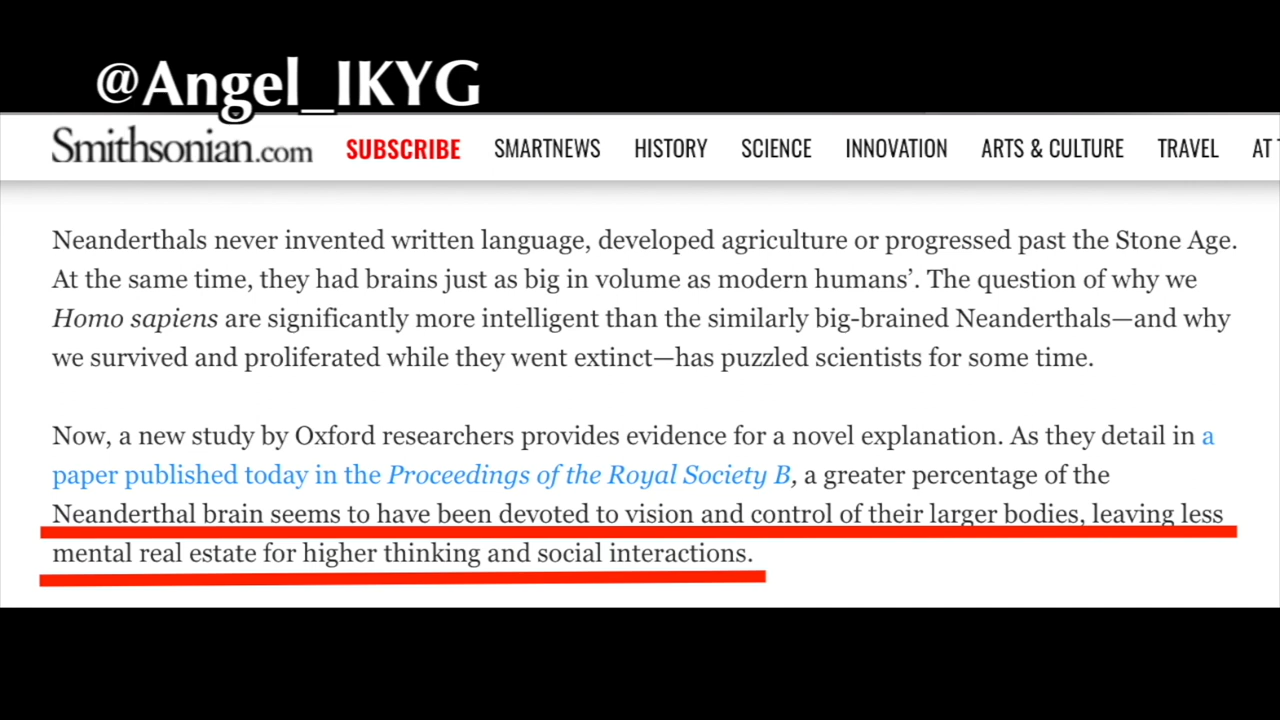 @Angel_IKYG
Smithsonian.com SUBSCRIBE SMARTNEWS HISTORY SCIENCE INNOVATION ARTS & CULTURE TRAVEL AT
Neanderthals never invented written language, developed agriculture or progressed past the Stone Age.
At the same time, they had brains just as big in volume as modern humans’. The question of why we
Homo sapiens are significantly more intelligent than the similarly big-brained Neanderthals—and why
we survived and proliferated while they went extinct—has puzzled scientists for some time.
Now, a new study by Oxford researchers provides evidence for a novel explanation. As they detail in a
paper published today in the Proceedings of the Royal Society B, a greater percentage of the
Neanderthal brain seems to have been devoted to vision and control of their larger bodies, leaving less
mental real estate for higher thinking and social interactions.